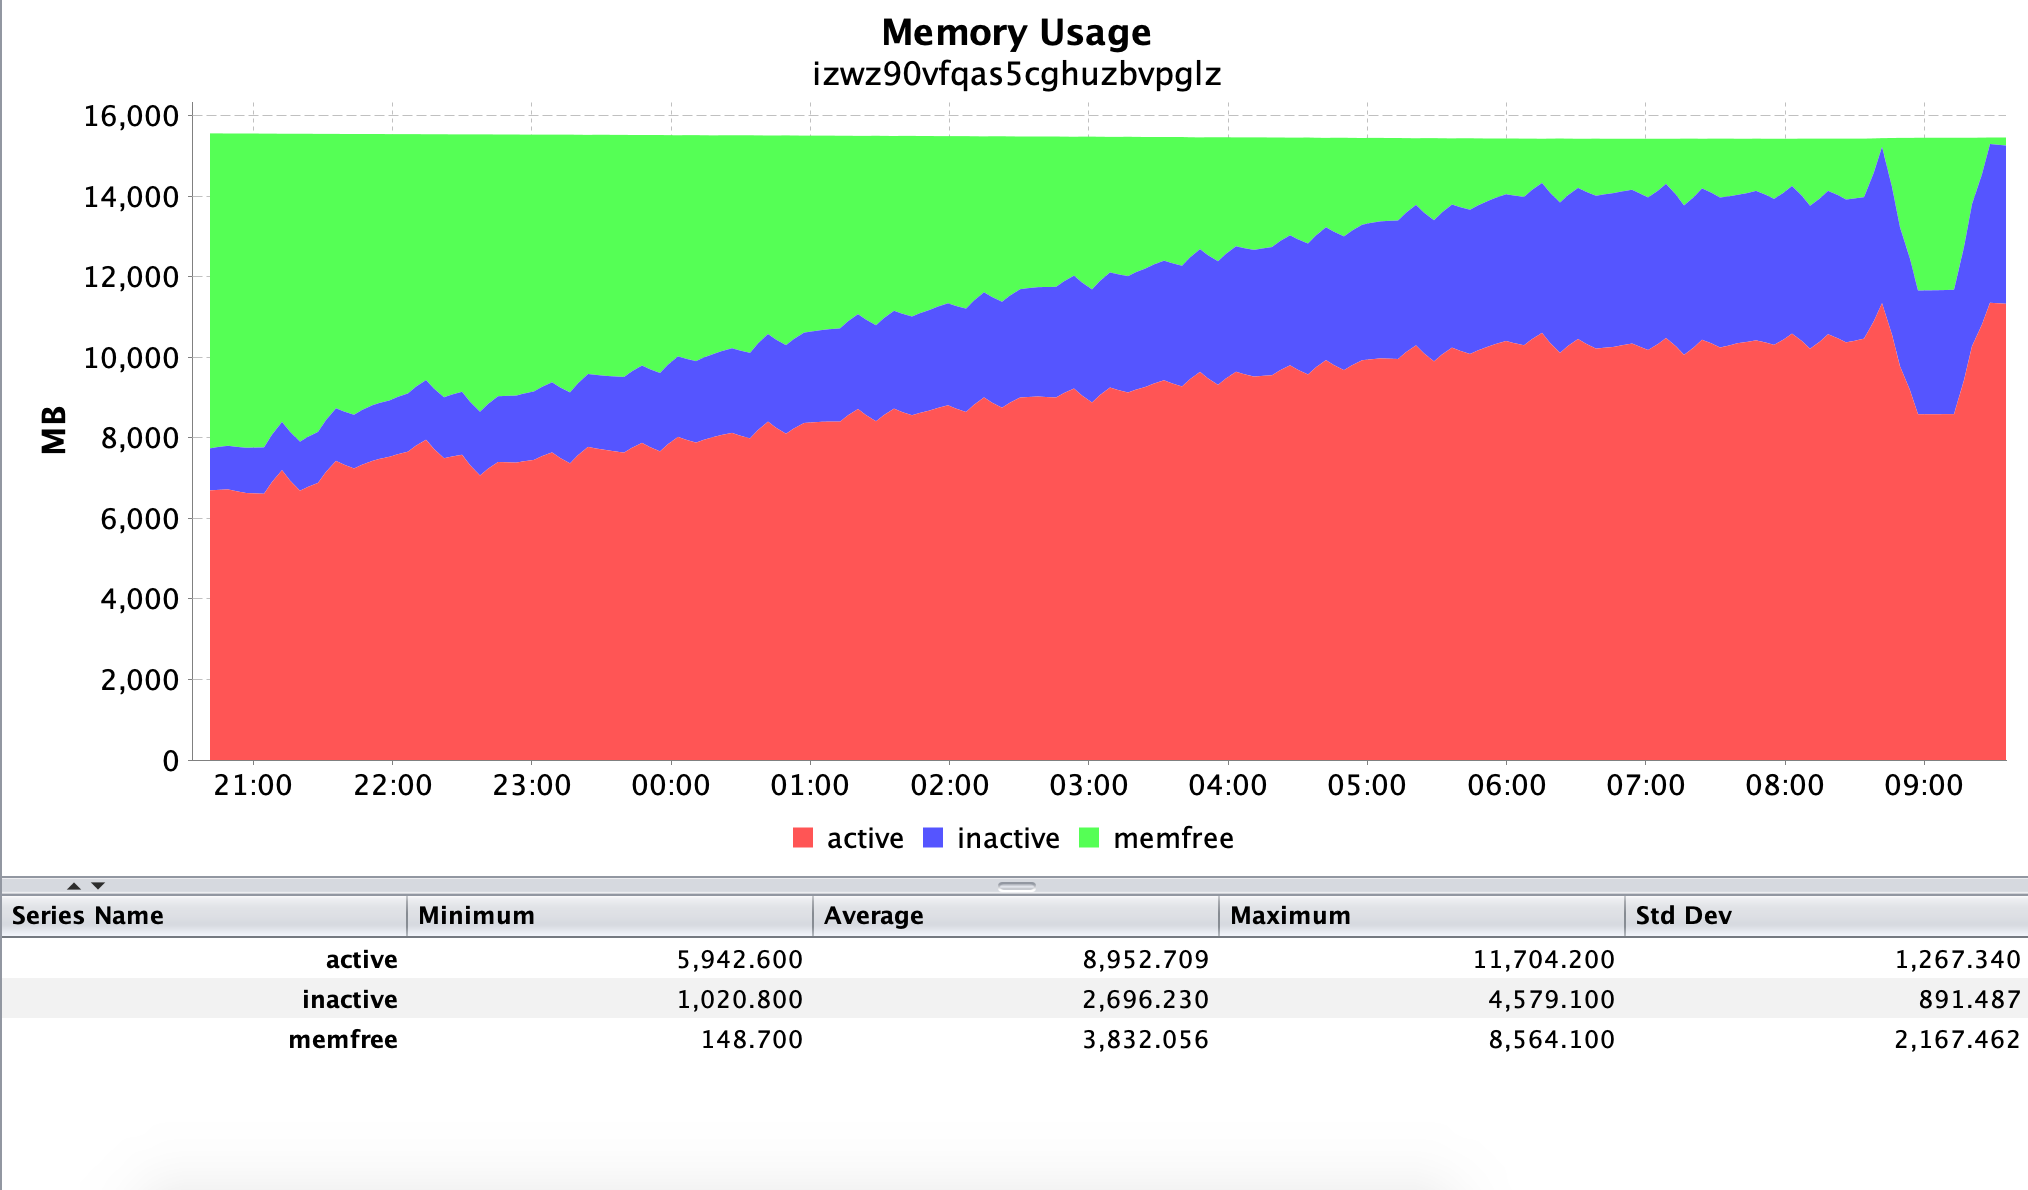 Memory Usage
izwz90vfqas5cghuzbvpglz
16,000
14,000
12,000
10,000
8,000
6,000
4,000
2,000
0
MB
21:00 22:00 23:00 00:00 01:00 02:00 03:00 04:00 05:00 06:00 07:00 08:00 09:00
active inactive memfree
Series Name Minimum Average Maximum Std Dev
active 5,942.600 8,952.709 11,704.200 1,267.340
inactive 1,020.800 2,696.230 4,579.100 891.487
memfree 148.700 3,832.056 8,564.100 2,167.462